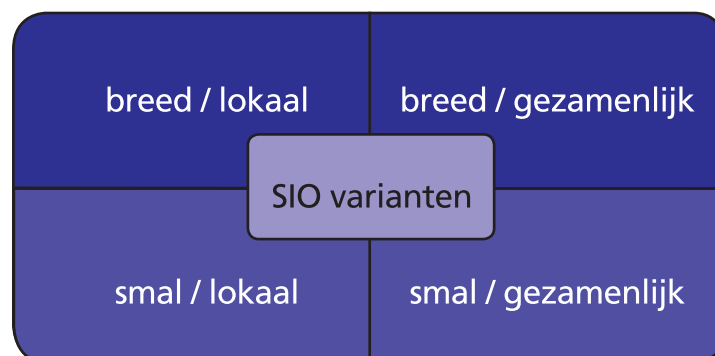 breed / lokaal
breed / gezamenlijk
SIO varianten
smal / lokaal
smal / gezamenlijk